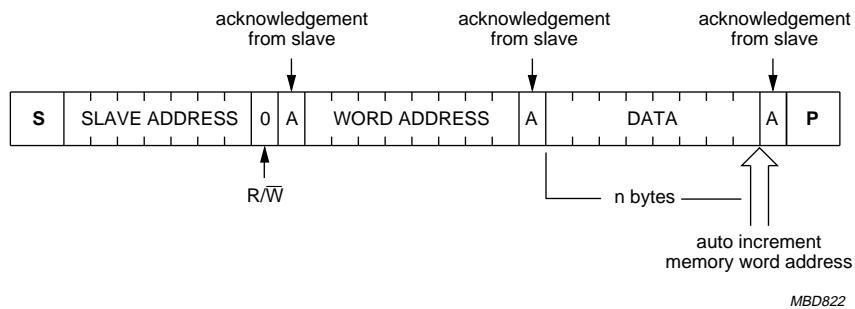 acknowledgement
from slave
acknowledgement
from slave
acknowledgement
from slave
S SLAVE ADDRESS 0 A WORD ADDRESS A DATA A P
R/W̅
n bytes
auto increment
memory word address
MBD822